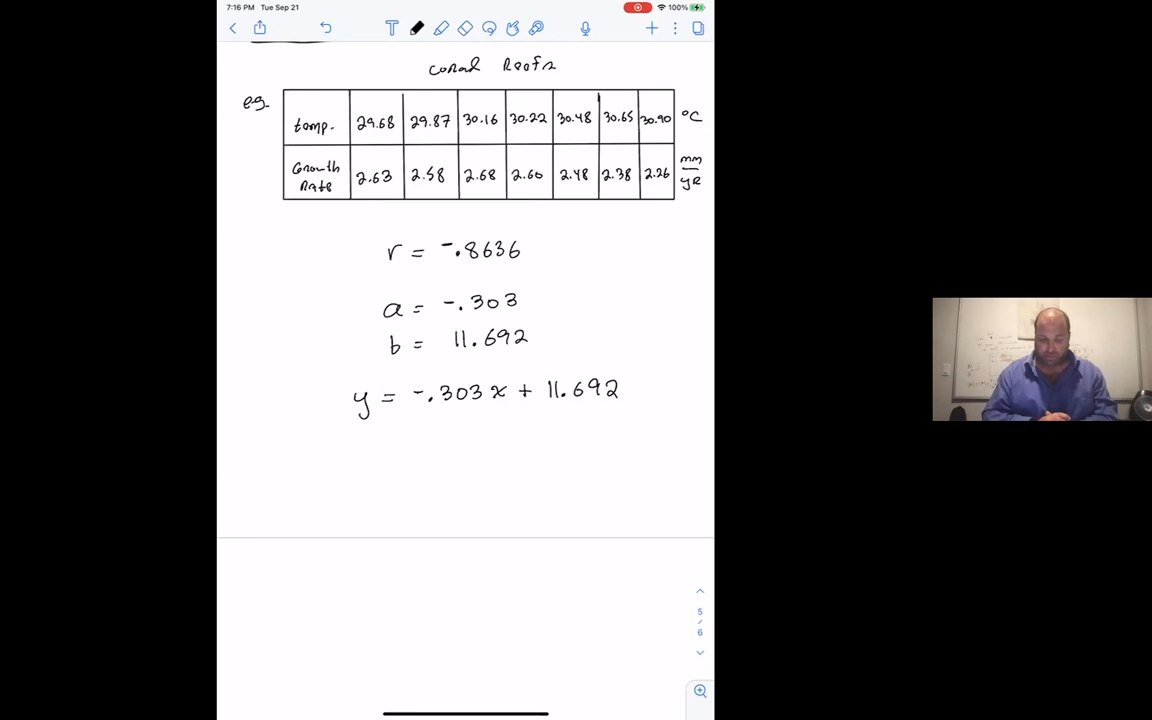 7:16 PM Tue Sep 21
100%
Coral Reefs
e.g.
temp. 29.68 29.87 30.16 30.22 30.48 30.65 30.90 °C
Growth Rate 2.63 2.58 2.68 2.60 2.48 2.38 2.26 mm/yR
r = -.8636
a = -.303
b = 11.692
y = -.303x + 11.692
5
/
6